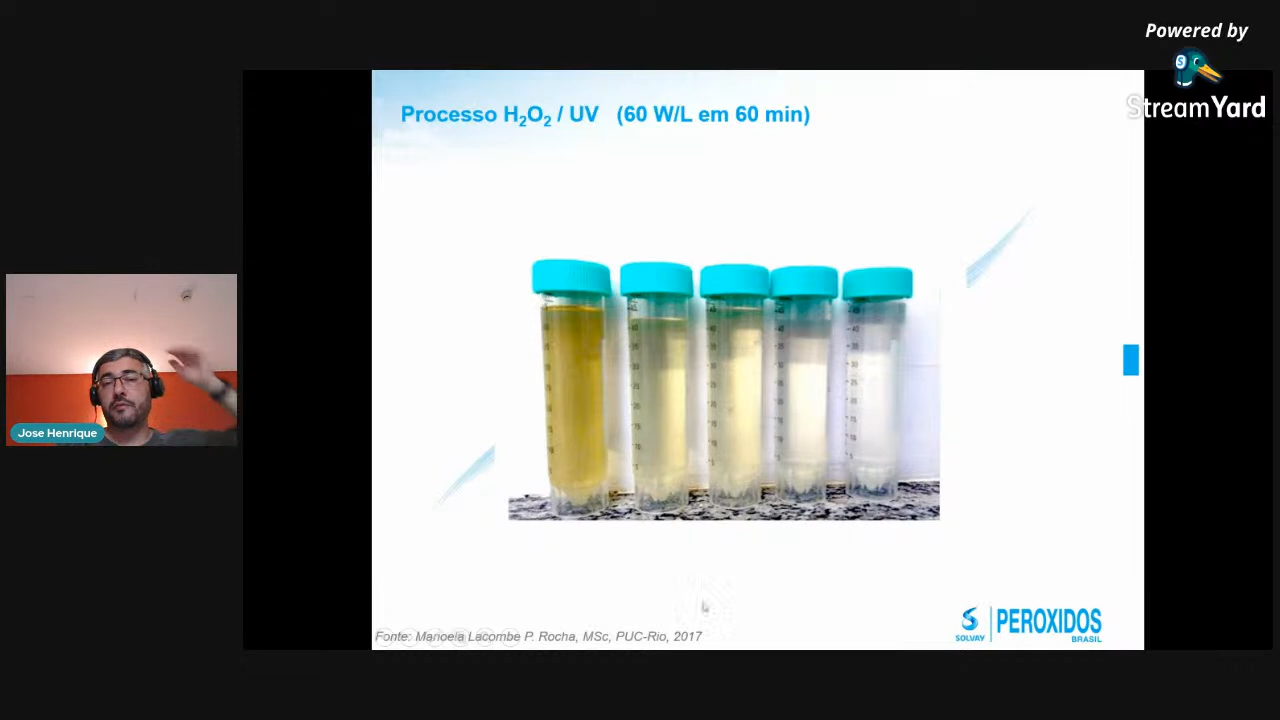 Powered by
StreamYard
Processo H₂O₂ / UV (60 W/L em 60 min)
Jose Henrique
Fonte: Manoela Lacombe P. Rocha, MSc, PUC-Rio, 2017
SOLVAY
PEROXIDOS
BRASIL